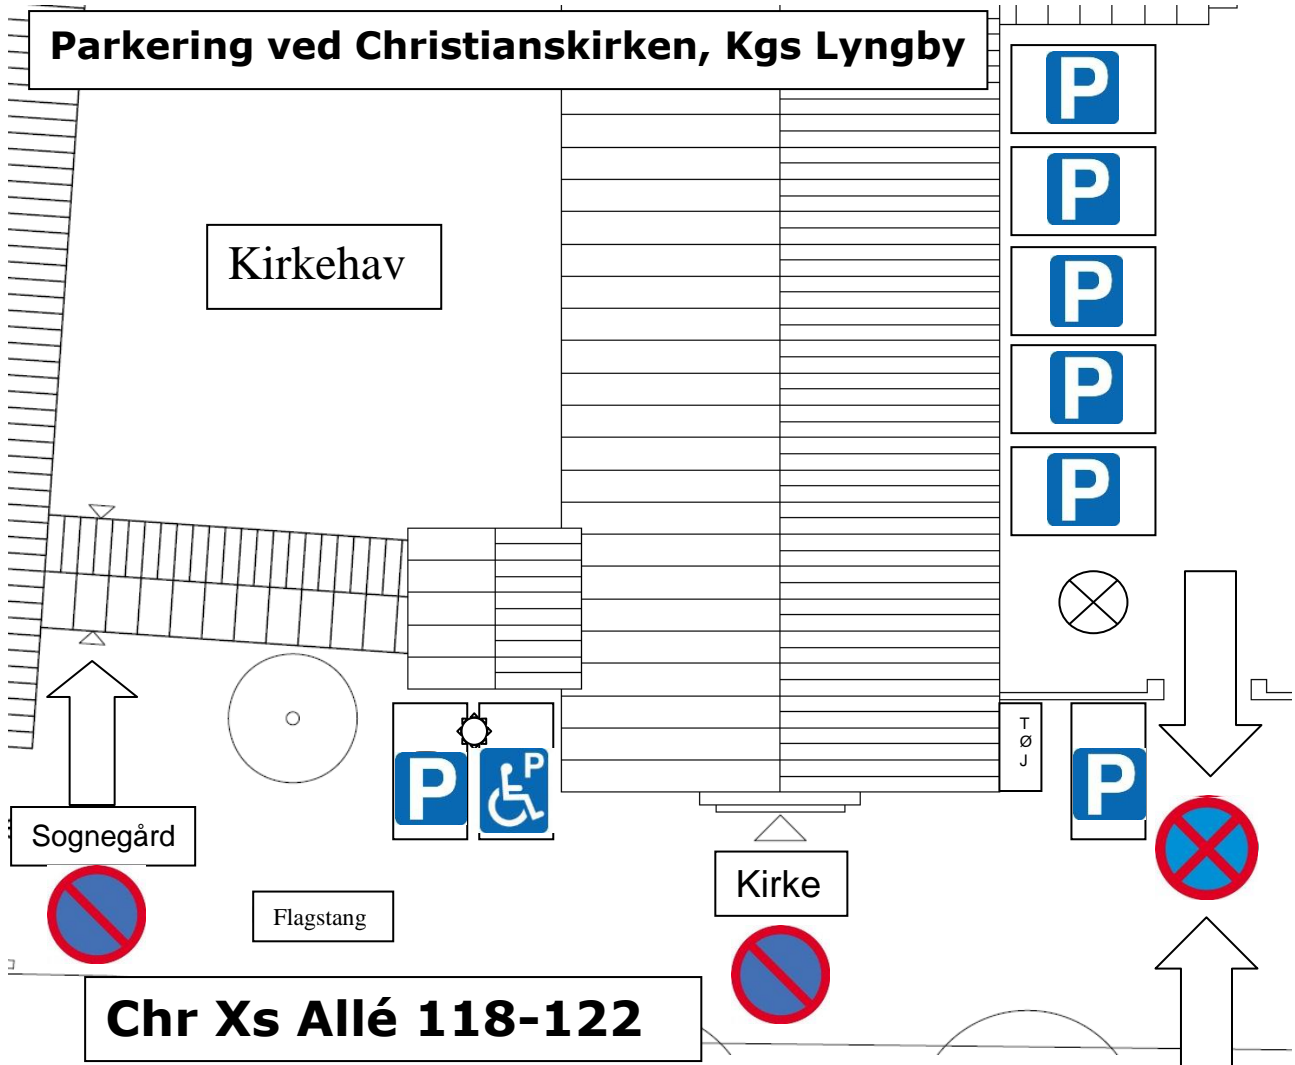 Parkering ved Christianskirken, Kgs Lyngby
P
P
Kirkehav
P
P
P
T
Ø
J
P
P
P
Sognegård
Kirke
Flagstang
Chr Xs Allé 118-122